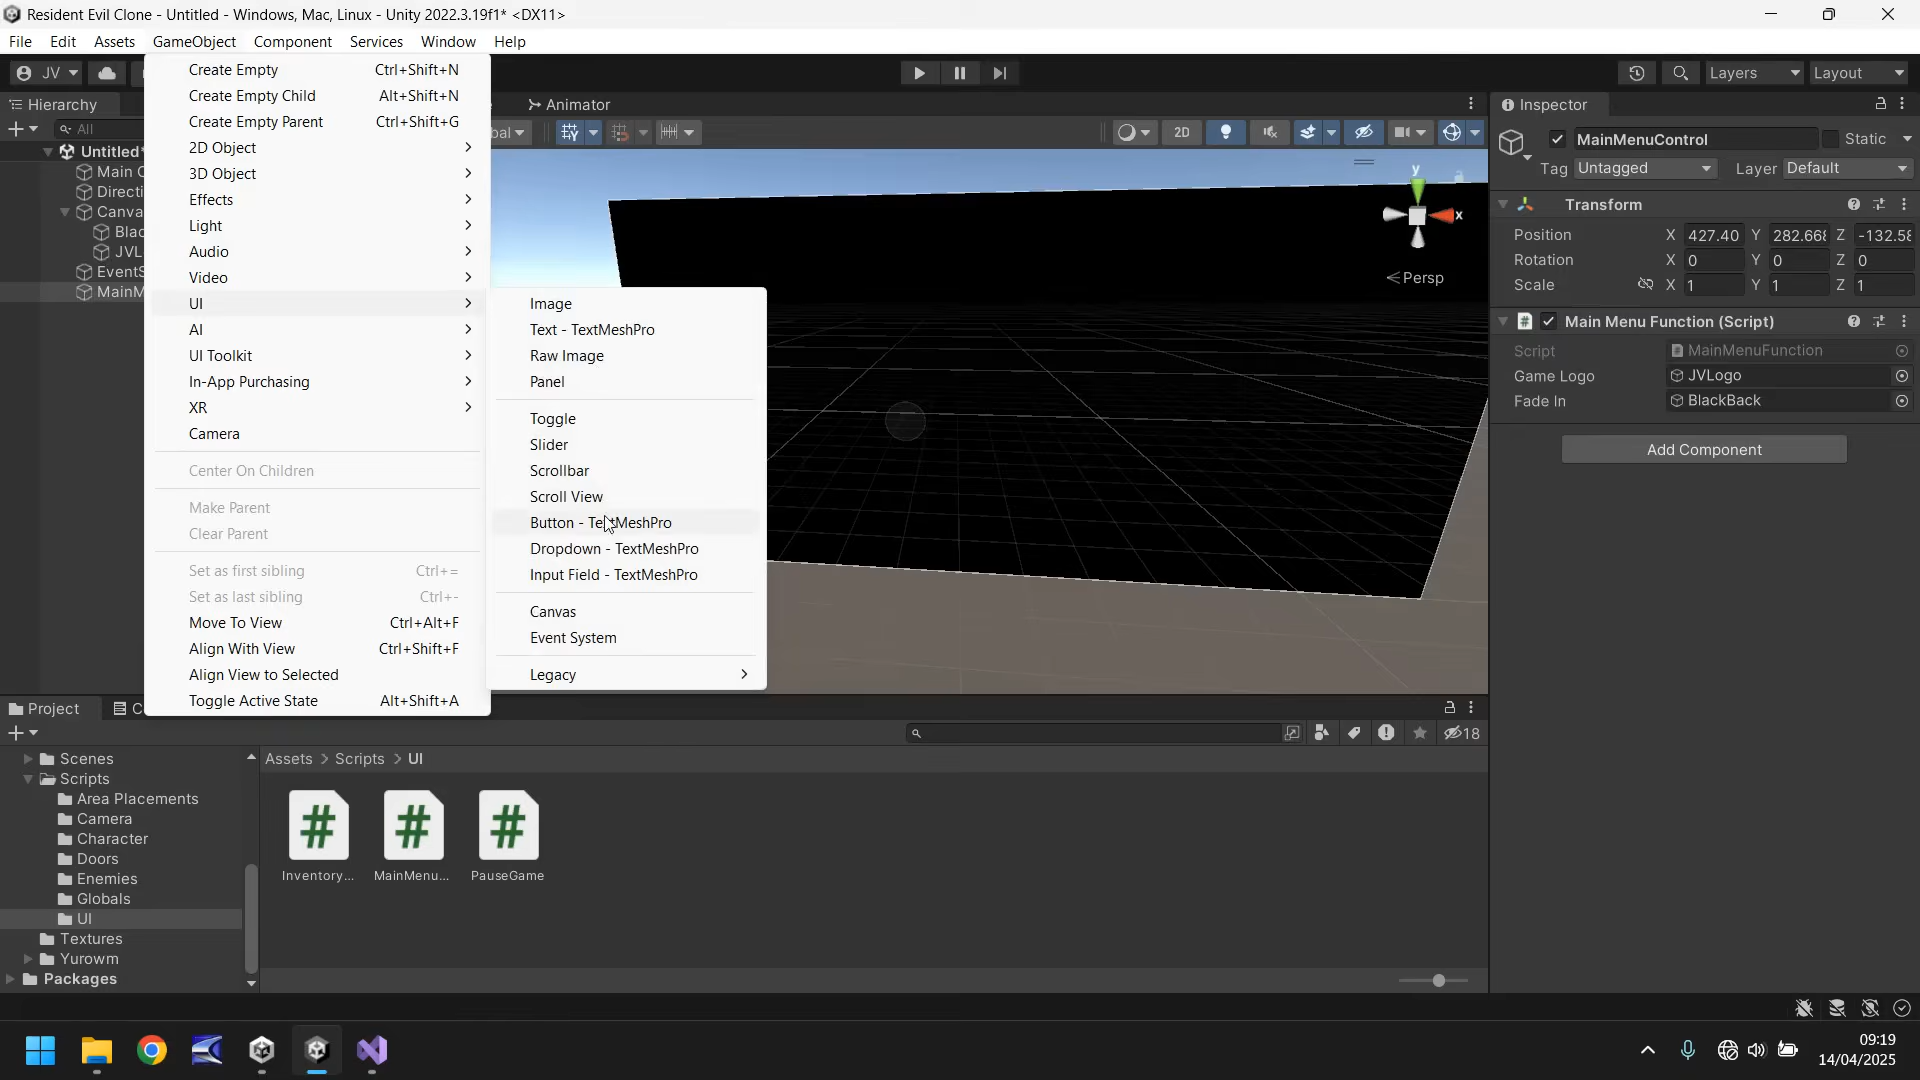 Resident Evil Clone - Untitled - Windows, Mac, Linux - Unity 2022.3.19f1* <DX11>
File Edit Assets GameObject Component Services Window Help
JV Layers Layout
Hierarchy Animator Inspector
All bal 2D MainMenuControl Static
Tag Untagged Layer Default
Untitled*
Main C
Directi
Canva
Blac
JVL
EventS
MainM
Create Empty Ctrl+Shift+N
Create Empty Child Alt+Shift+N
Create Empty Parent Ctrl+Shift+G
2D Object
3D Object
Effects
Light
Audio
Video
UI
AI
UI Toolkit
In-App Purchasing
XR
Camera
Center On Children
Make Parent
Clear Parent
Set as first sibling Ctrl+=
Set as last sibling Ctrl+-
Move To View Ctrl+Alt+F
Align With View Ctrl+Shift+F
Align View to Selected
Toggle Active State Alt+Shift+A
Image
Text - TextMeshPro
Raw Image
Panel
Toggle
Slider
Scrollbar
Scroll View
Button - TextMeshPro
Dropdown - TextMeshPro
Input Field - TextMeshPro
Canvas
Event System
Legacy
y
x
Persp
Transform
Position X 427.40 Y 282.668 Z -132.58
Rotation X 0 Y 0 Z 0
Scale X 1 Y 1 Z 1
Main Menu Function (Script)
Script MainMenuFunction
Game Logo JVLogo
Fade In BlackBack
Add Component
Project C
18
Scenes
Scripts
Area Placements
Camera
Character
Doors
Enemies
Globals
UI
Textures
Yurowm
Packages
Assets > Scripts > UI
Inventory... MainMenu... PauseGame
09:19
14/04/2025